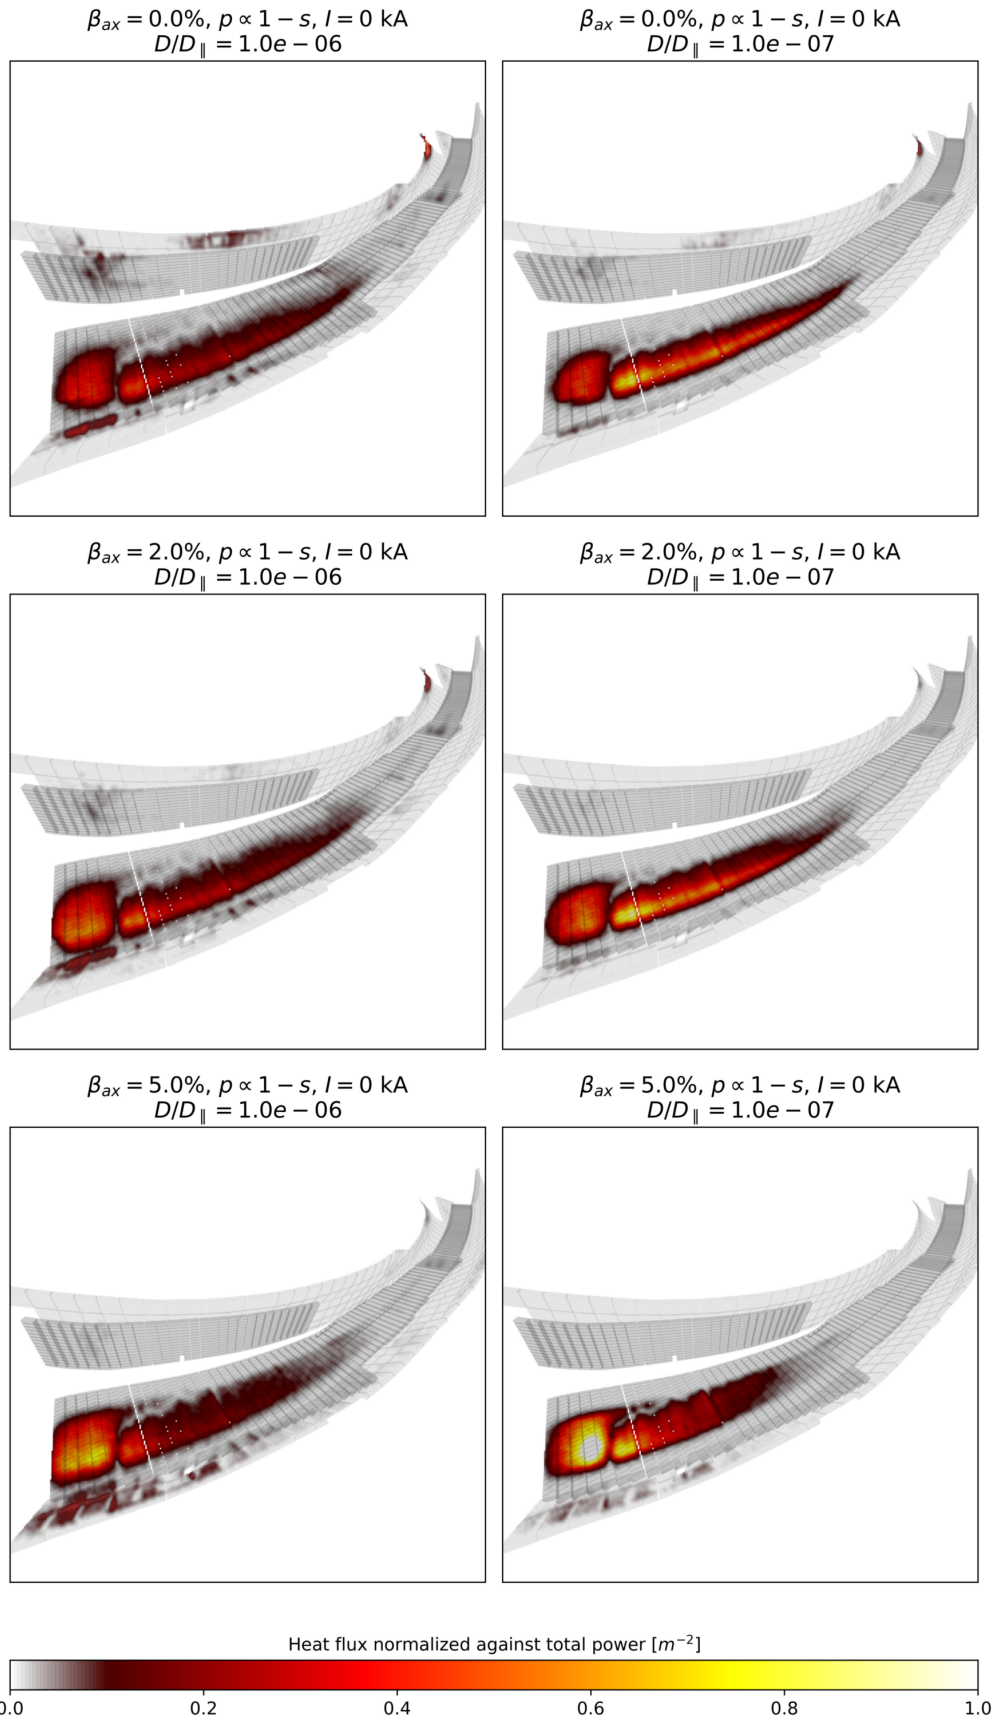 β_ax = 0.0%, p ∝ 1 − s, I = 0 kA
D/D_∥ = 1.0e − 06
β_ax = 0.0%, p ∝ 1 − s, I = 0 kA
D/D_∥ = 1.0e − 07
β_ax = 2.0%, p ∝ 1 − s, I = 0 kA
D/D_∥ = 1.0e − 06
β_ax = 2.0%, p ∝ 1 − s, I = 0 kA
D/D_∥ = 1.0e − 07
β_ax = 5.0%, p ∝ 1 − s, I = 0 kA
D/D_∥ = 1.0e − 06
β_ax = 5.0%, p ∝ 1 − s, I = 0 kA
D/D_∥ = 1.0e − 07
Heat flux normalized against total power [m⁻²]
0.0 0.2 0.4 0.6 0.8 1.0